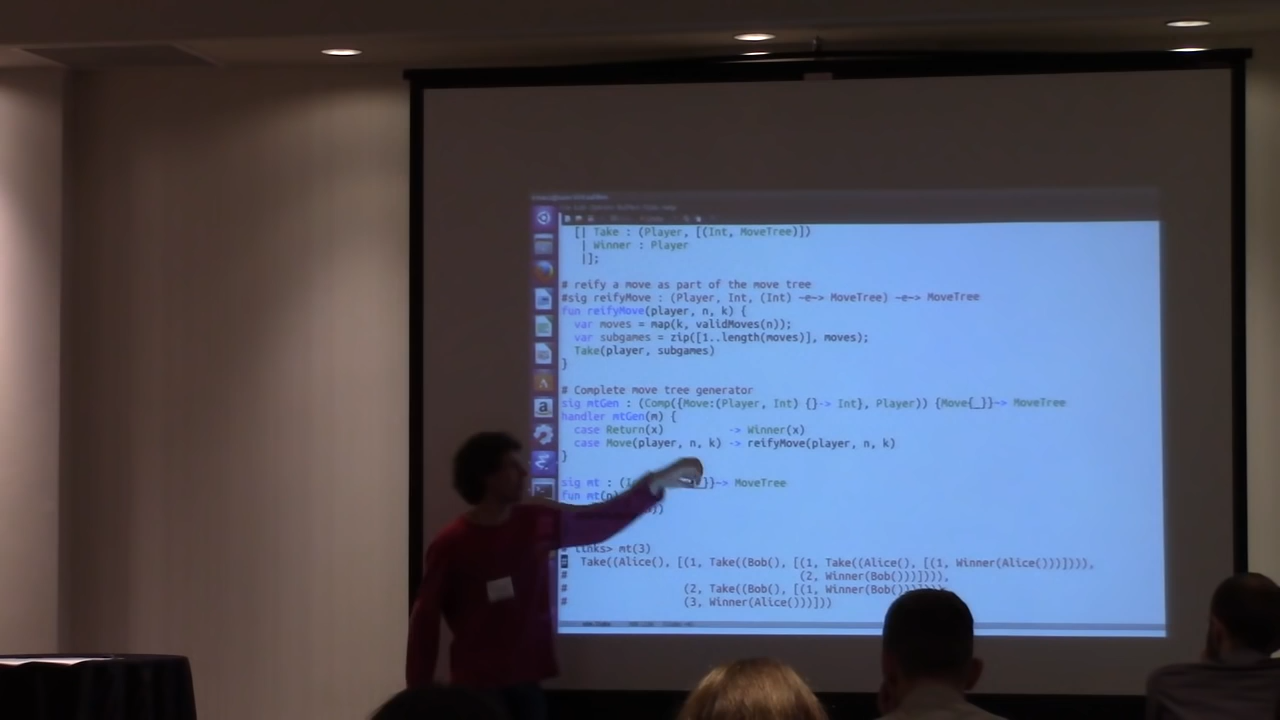 [| Take : (Player, [(Int, MoveTree)])
| Winner : Player
|];
# reify a move as part of the move tree
#sig reifyMove : (Player, Int, (Int) ~e~> MoveTree) ~e~> MoveTree
fun reifyMove(player, n, k) {
var moves = map(k, validMoves(n));
var subgames = zip([1..length(moves)], moves);
Take(player, subgames)
}
# Complete move tree generator
sig mtGen : (Comp({Move:(Player, Int) {}-> Int}, Player)) {Move{_}}~> MoveTree
handler mtGen(m) {
case Return(x) -> Winner(x)
case Move(player, n, k) -> reifyMove(player, n, k)
}
sig mt : _}}~> MoveTree
fun mt(n)
# links> mt(3)
# Take((Alice(), [(1, Take((Bob(), [(1, Take((Alice(), [(1, Winner(Alice()))]))),
# (2, Winner(Bob()))]))),
# (2, Take((Bob(), [(1, Winner(Bob()))])))
# (3, Winner(Alice()))]))